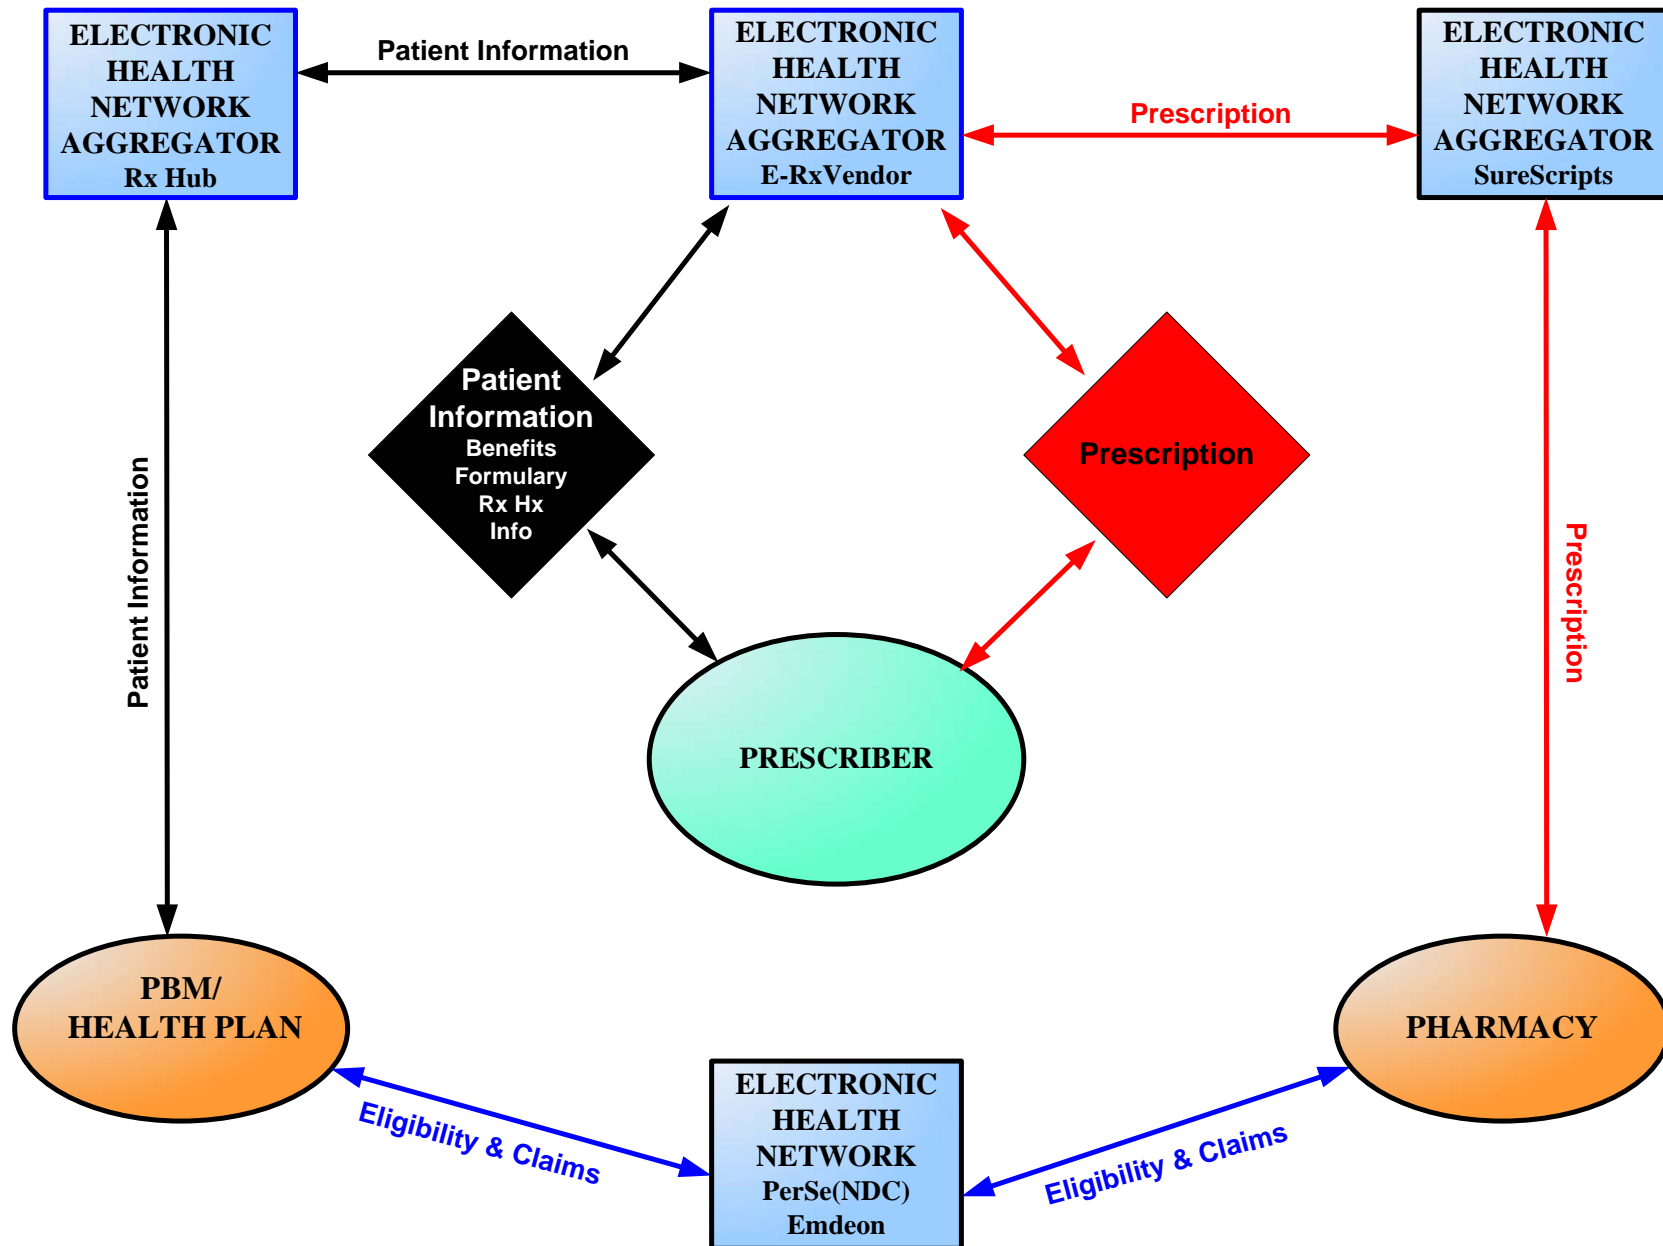 ELECTRONIC
HEALTH
NETWORK
AGGREGATOR
Rx Hub
Patient Information
ELECTRONIC
HEALTH
NETWORK
AGGREGATOR
E-RxVendor
Prescription
ELECTRONIC
HEALTH
NETWORK
AGGREGATOR
SureScripts
Patient
Information
Benefits
Formulary
Rx Hx
Info
Prescription
Patient Information
Prescription
PRESCRIBER
PBM/
HEALTH PLAN
PHARMACY
Eligibility & Claims
ELECTRONIC
HEALTH
NETWORK
PerSe(NDC)
Emdeon
Eligibility & Claims